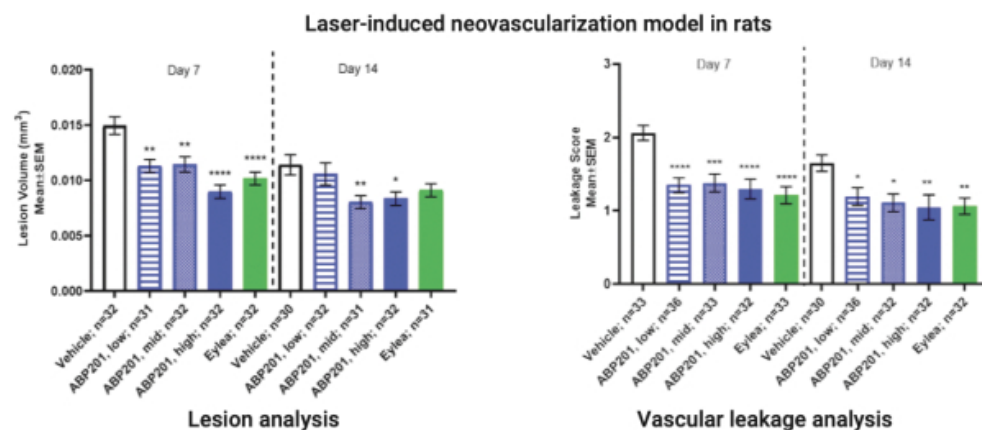 Laser-induced neovascularization model in rats
Lesion Volume (mm³)
Mean±SEM
0.020
0.015
0.010
0.005
0.000
Day 7
Day 14
**
**
****
****
**
*
Vehicle; n=32
ABP201, low; n=31
ABP201, mid; n=32
ABP201, high; n=32
Eylea; n=32
Vehicle; n=30
ABP201, low; n=32
ABP201, mid; n=31
ABP201, high; n=32
Eylea; n=31
Lesion analysis
Leakage Score
Mean±SEM
3
2
1
0
Day 7
Day 14
****
***
****
****
*
*
**
**
Vehicle; n=33
ABP201, low; n=36
ABP201, mid; n=33
ABP201, high; n=32
Eylea; n=33
Vehicle; n=30
ABP201, low; n=36
ABP201, mid; n=32
ABP201, high; n=32
Eylea; n=32
Vascular leakage analysis